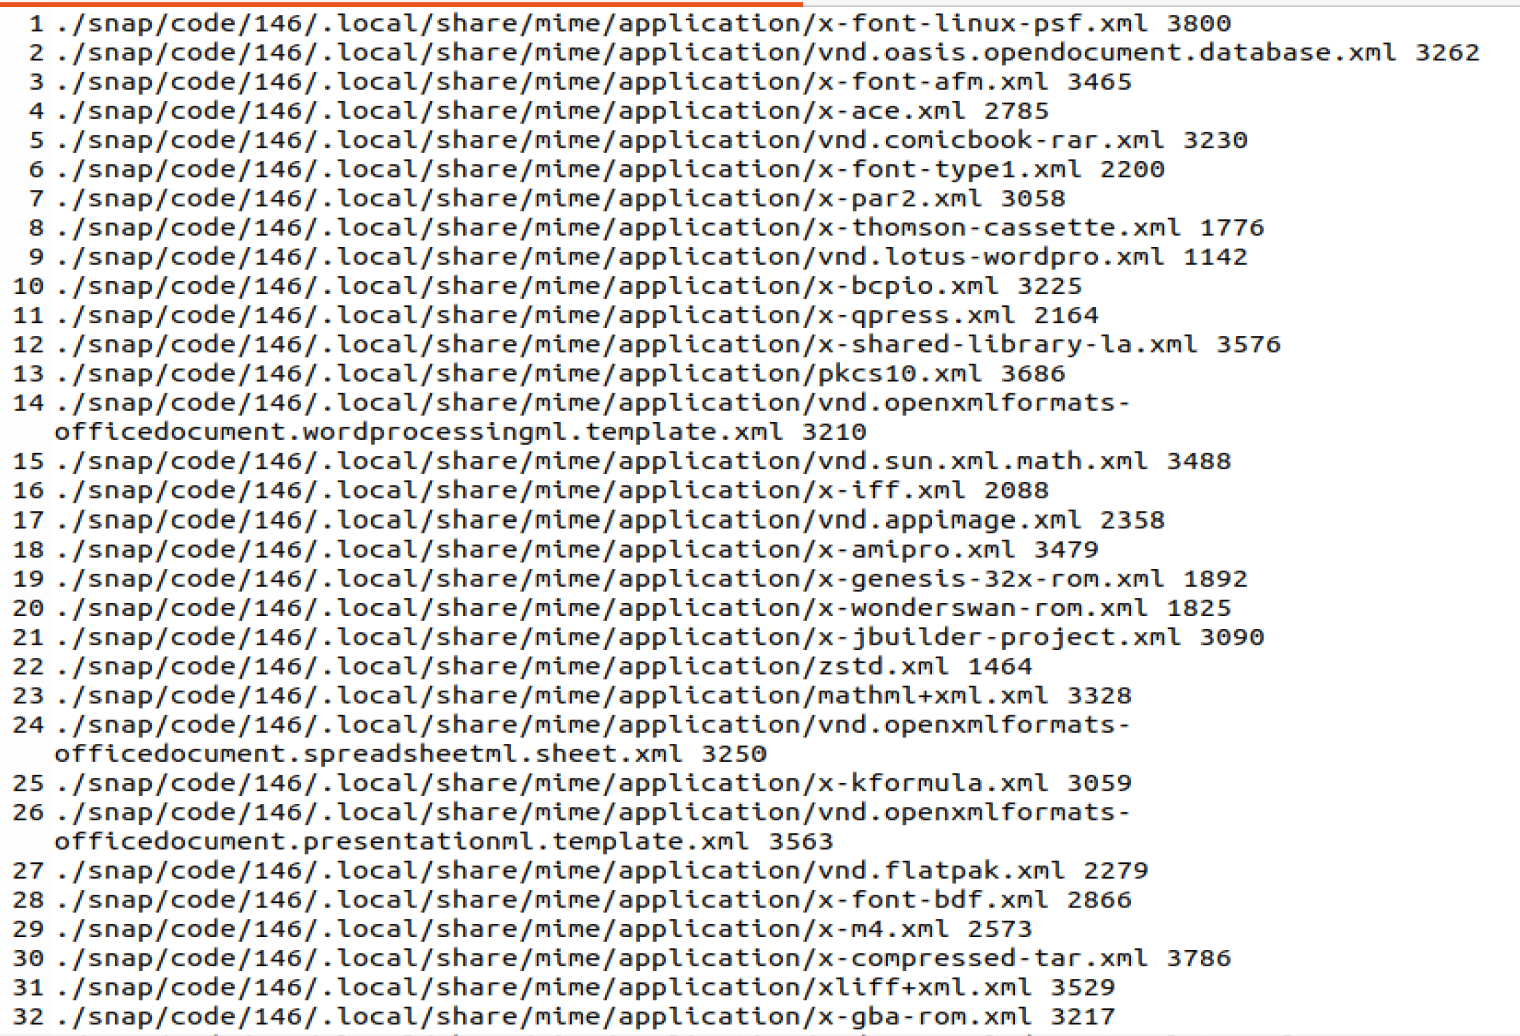 1 ./snap/code/146/.local/share/mime/application/x-font-linux-psf.xml 3800
2 ./snap/code/146/.local/share/mime/application/vnd.oasis.opendocument.database.xml 3262
3 ./snap/code/146/.local/share/mime/application/x-font-afm.xml 3465
4 ./snap/code/146/.local/share/mime/application/x-ace.xml 2785
5 ./snap/code/146/.local/share/mime/application/vnd.comicbook-rar.xml 3230
6 ./snap/code/146/.local/share/mime/application/x-font-type1.xml 2200
7 ./snap/code/146/.local/share/mime/application/x-par2.xml 3058
8 ./snap/code/146/.local/share/mime/application/x-thomson-cassette.xml 1776
9 ./snap/code/146/.local/share/mime/application/vnd.lotus-wordpro.xml 1142
10 ./snap/code/146/.local/share/mime/application/x-bcpio.xml 3225
11 ./snap/code/146/.local/share/mime/application/x-qpress.xml 2164
12 ./snap/code/146/.local/share/mime/application/x-shared-library-la.xml 3576
13 ./snap/code/146/.local/share/mime/application/pkcs10.xml 3686
14 ./snap/code/146/.local/share/mime/application/vnd.openxmlformats-
officedocument.wordprocessingml.template.xml 3210
15 ./snap/code/146/.local/share/mime/application/vnd.sun.xml.math.xml 3488
16 ./snap/code/146/.local/share/mime/application/x-iff.xml 2088
17 ./snap/code/146/.local/share/mime/application/vnd.appimage.xml 2358
18 ./snap/code/146/.local/share/mime/application/x-amipro.xml 3479
19 ./snap/code/146/.local/share/mime/application/x-genesis-32x-rom.xml 1892
20 ./snap/code/146/.local/share/mime/application/x-wonderswan-rom.xml 1825
21 ./snap/code/146/.local/share/mime/application/x-jbuilder-project.xml 3090
22 ./snap/code/146/.local/share/mime/application/zstd.xml 1464
23 ./snap/code/146/.local/share/mime/application/mathml+xml.xml 3328
24 ./snap/code/146/.local/share/mime/application/vnd.openxmlformats-
officedocument.spreadsheetml.sheet.xml 3250
25 ./snap/code/146/.local/share/mime/application/x-kformula.xml 3059
26 ./snap/code/146/.local/share/mime/application/vnd.openxmlformats-
officedocument.presentationml.template.xml 3563
27 ./snap/code/146/.local/share/mime/application/vnd.flatpak.xml 2279
28 ./snap/code/146/.local/share/mime/application/x-font-bdf.xml 2866
29 ./snap/code/146/.local/share/mime/application/x-m4.xml 2573
30 ./snap/code/146/.local/share/mime/application/x-compressed-tar.xml 3786
31 ./snap/code/146/.local/share/mime/application/xliff+xml.xml 3529
32 ./snap/code/146/.local/share/mime/application/x-gba-rom.xml 3217